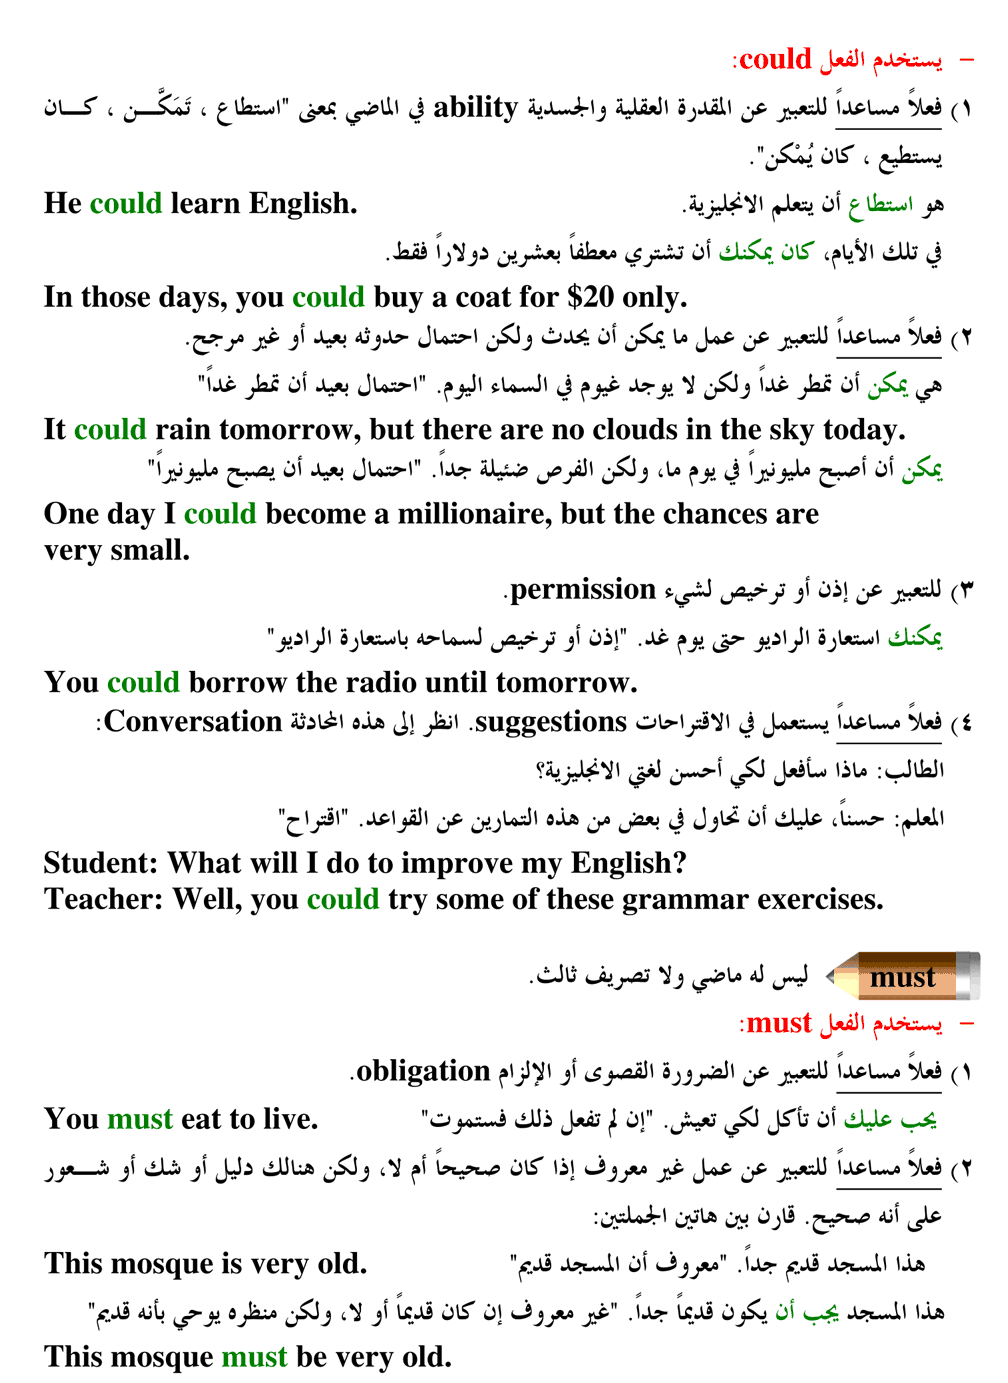 – يستخدم الفعل could:
١) فعلاً مساعداً للتعبير عن المقدرة العقلية والجسدية ability في الماضي بمعنى "استطاع ، تَمَكَّـــن ، كـــان
يستطيع ، كان يُمْكن".
هو استطاع أن يتعلم الانجليزية. He could learn English.
في تلك الأيام، كان يمكنك أن تشتري معطفاً بعشرين دولاراً فقط.
In those days, you could buy a coat for $20 only.
٢) فعلاً مساعداً للتعبير عن عمل ما يمكن أن يحدث ولكن احتمال حدوثه بعيد أو غير مرجح.
هي يمكن أن تمطر غداً ولكن لا يوجد غيوم في السماء اليوم. "احتمال بعيد أن تمطر غداً"
It could rain tomorrow, but there are no clouds in the sky today.
يمكن أن أصبح مليونيراً في يوم ما، ولكن الفرص ضئيلة جداً. "احتمال بعيد أن يصبح مليونيراً"
One day I could become a millionaire, but the chances are
very small.
٣) للتعبير عن إذن أو ترخيص لشيء permission.
يمكنك استعارة الراديو حتى يوم غد. "إذن أو ترخيص لسماحه باستعارة الراديو"
You could borrow the radio until tomorrow.
٤) فعلاً مساعداً يستعمل في الاقتراحات suggestions. انظر إلى هذه المحادثة Conversation:
الطالب: ماذا سأفعل لكي أحسن لغتي الانجليزية؟
المعلم: حسناً، عليك أن تحاول في بعض من هذه التمارين عن القواعد. "اقتراح"
Student: What will I do to improve my English?
Teacher: Well, you could try some of these grammar exercises.
must ليس له ماضي ولا تصريف ثالث.
– يستخدم الفعل must:
١) فعلاً مساعداً للتعبير عن الضرورة القصوى أو الإلزام obligation.
يجب عليك أن تأكل لكي تعيش. "إن لم تفعل ذلك فستموت" You must eat to live.
٢) فعلاً مساعداً للتعبير عن عمل غير معروف إذا كان صحيحاً أم لا، ولكن هنالك دليل أو شك أو شـــعور
على أنه صحيح. قارن بين هاتين الجملتين:
هذا المسجد قديم جداً. "معروف أن المسجد قديم" This mosque is very old.
هذا المسجد يجب أن يكون قديماً جداً. "غير معروف إن كان قديماً أو لا، ولكن منظره يوحي بأنه قديم"
This mosque must be very old.